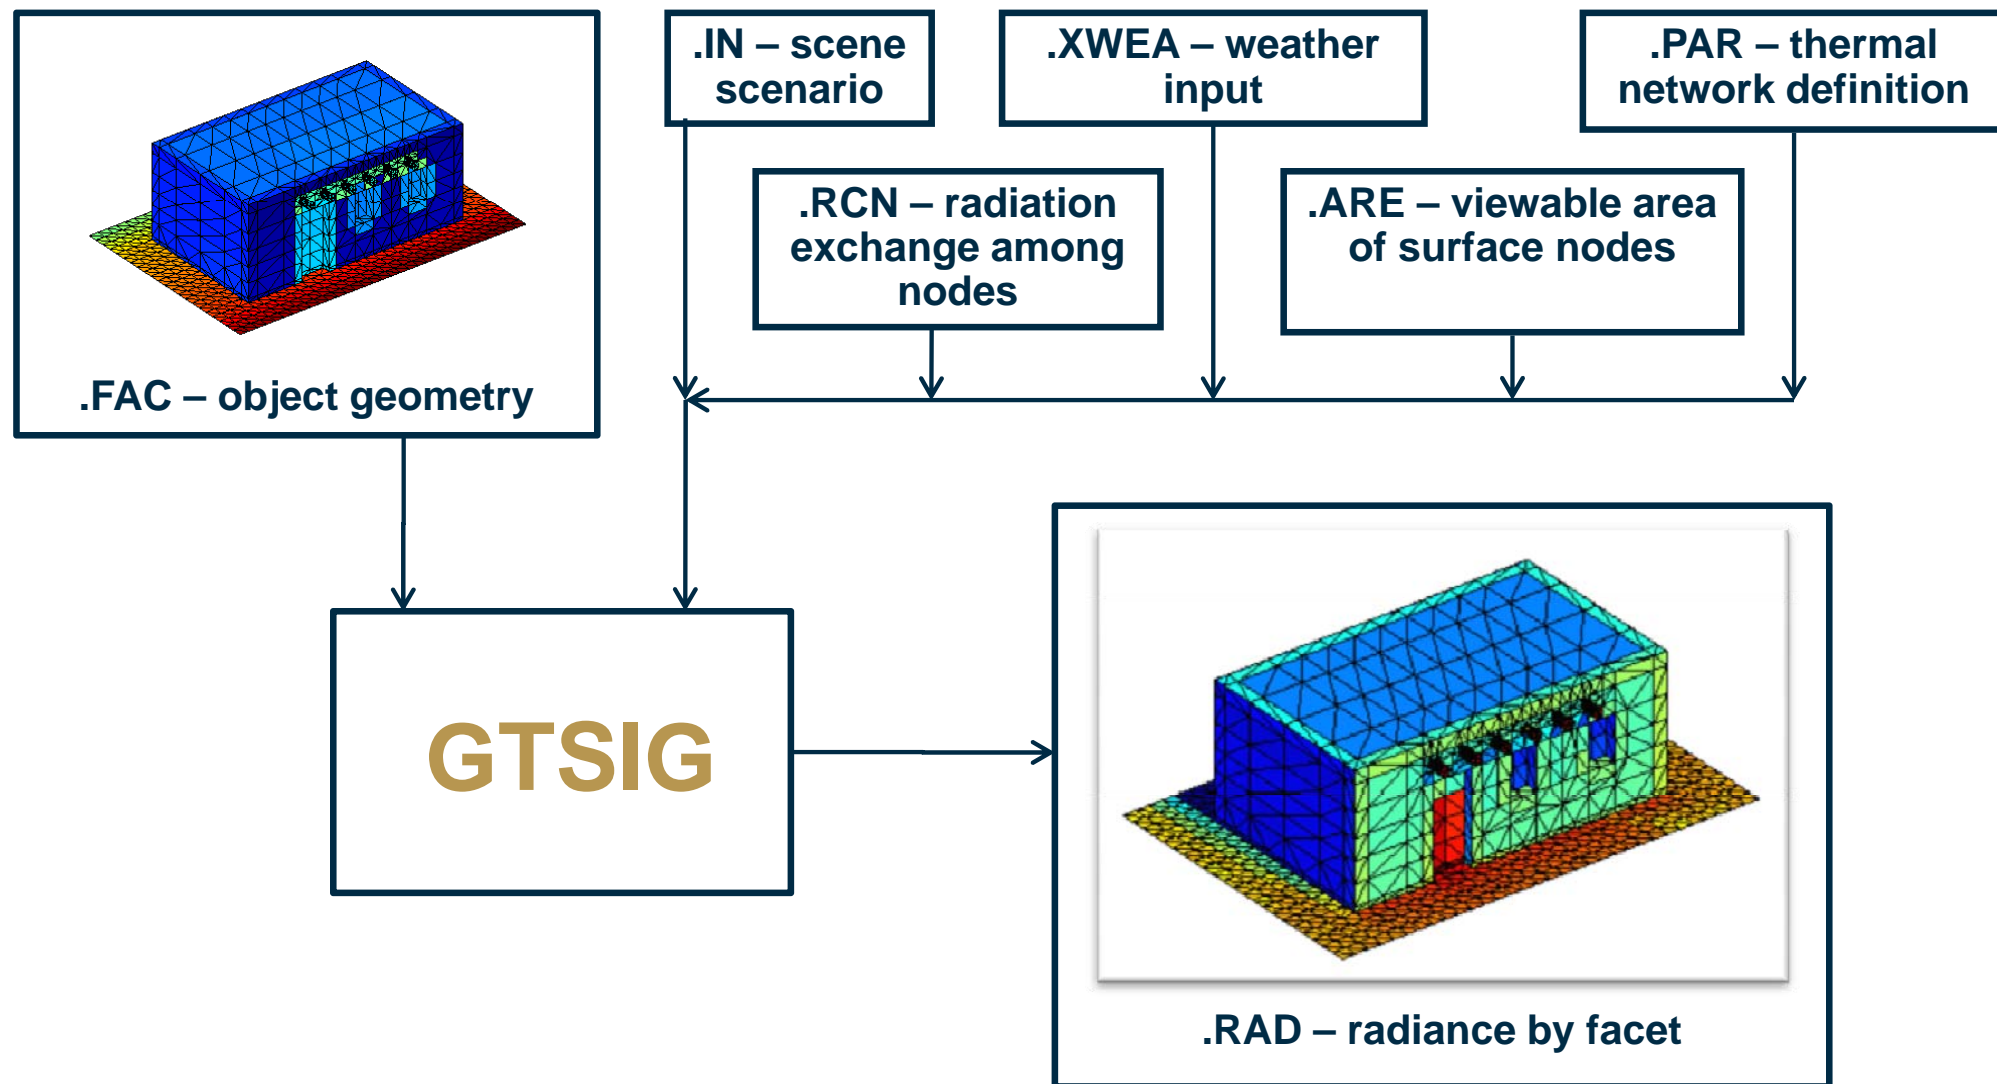 .IN – scene
scenario
.XWEA – weather
input
.PAR – thermal
network definition
.RCN – radiation
exchange among
nodes
.ARE – viewable area
of surface nodes
.FAC – object geometry
GTSIG
.RAD – radiance by facet